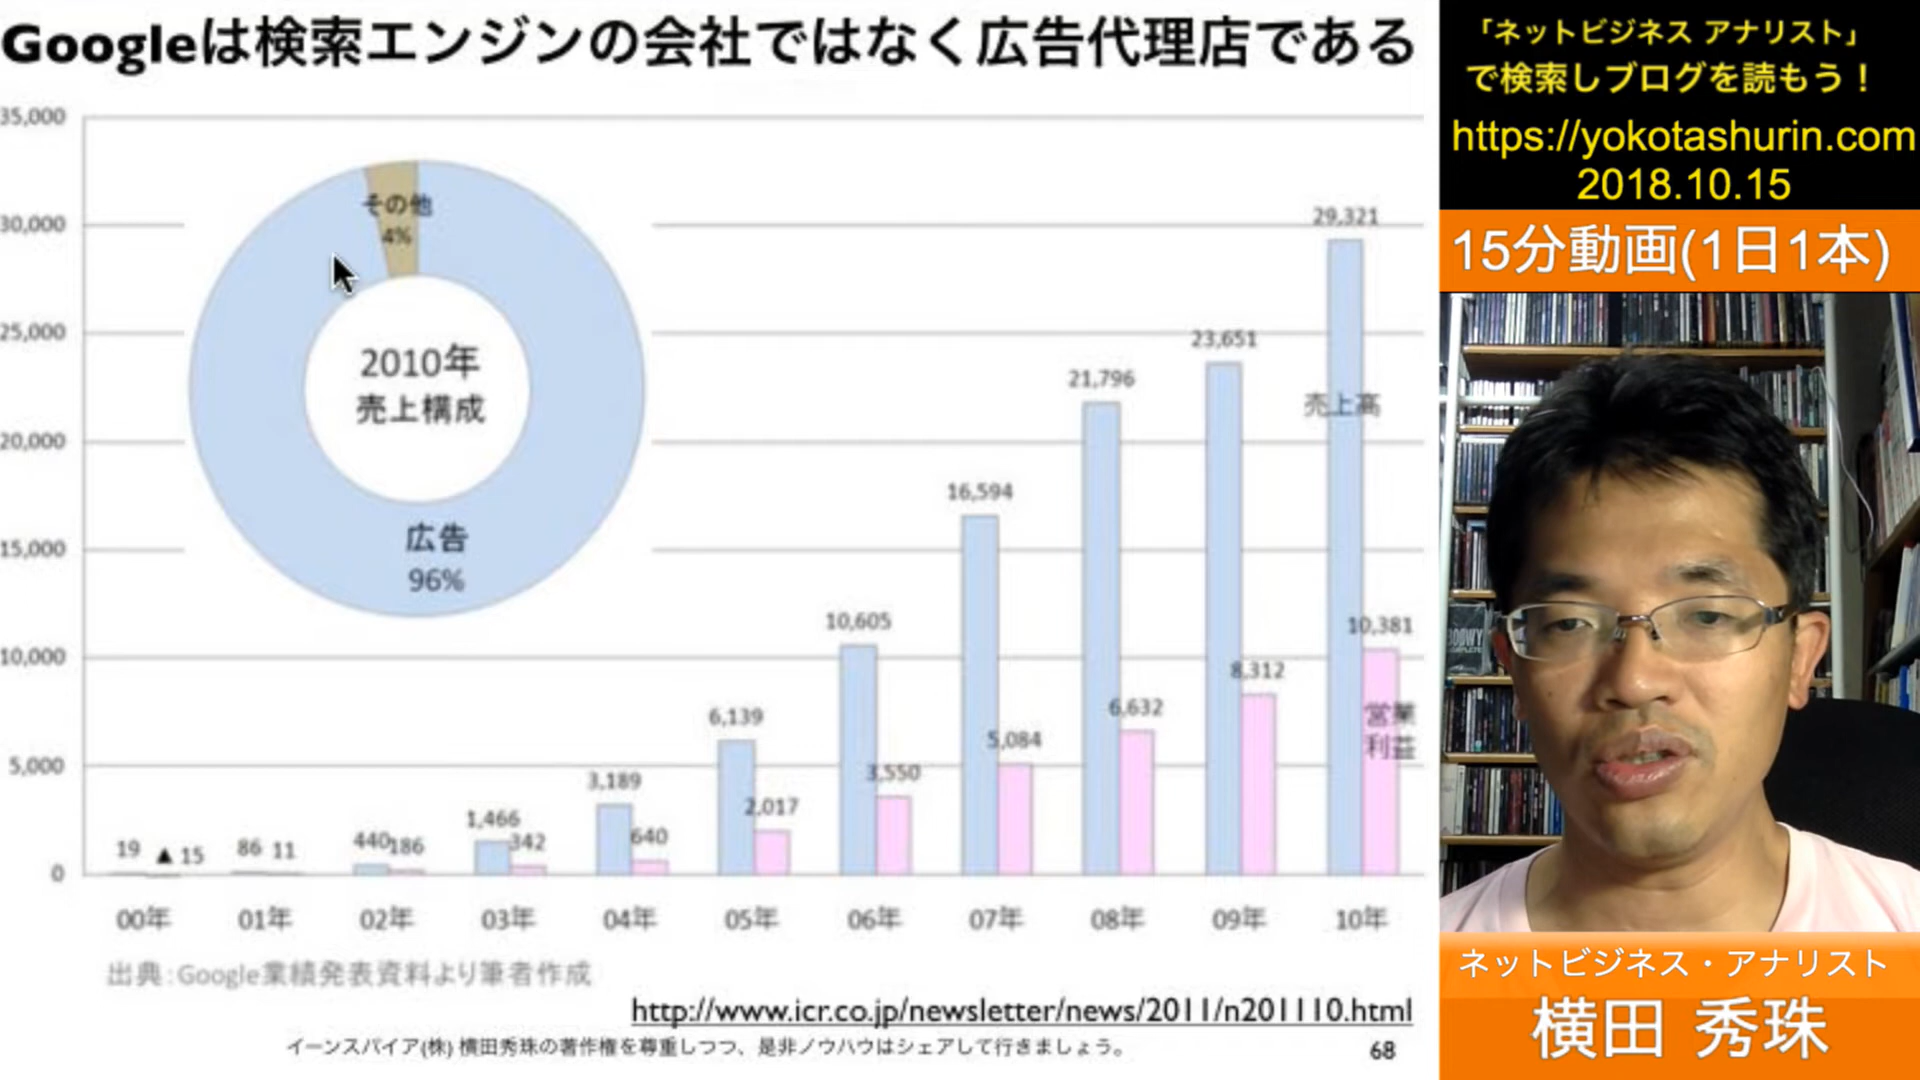 Googleは検索エンジンの会社ではなく広告代理店である
35,000
30,000
25,000
20,000
15,000
10,000
5,000
0
その他
4%
2010年
売上構成
広告
96%
19
▲ 15
86
11
440
186
1,466
342
3,189
640
6,139
2,017
10,605
3,550
16,594
5,084
21,796
6,632
23,651
8,312
29,321
売上高
10,381
営業
利益
00年
01年
02年
03年
04年
05年
06年
07年
08年
09年
10年
出典:Google業績発表資料より筆者作成
http://www.icr.co.jp/newsletter/news/2011/n201110.html
イーンスパイア(株) 横田秀珠の著作権を尊重しつつ、是非ノウハウはシェアして行きましょう。
68
「ネットビジネス アナリスト」
で検索しブログを読もう！
https://yokotashurin.com
2018.10.15
15分動画(1日1本)
BOØWY
ネットビジネス・アナリスト
横田 秀珠